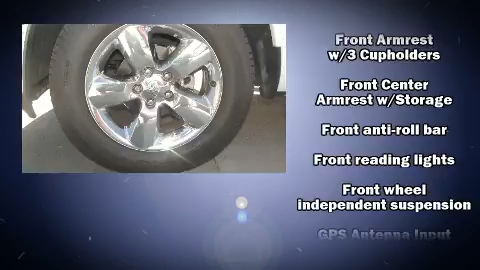 Front Armrest
w/3 Cupholders
Front Center
Armrest w/Storage
Front anti-roll bar
Front reading lights
Front wheel
independent suspension
GPS Antenna Input